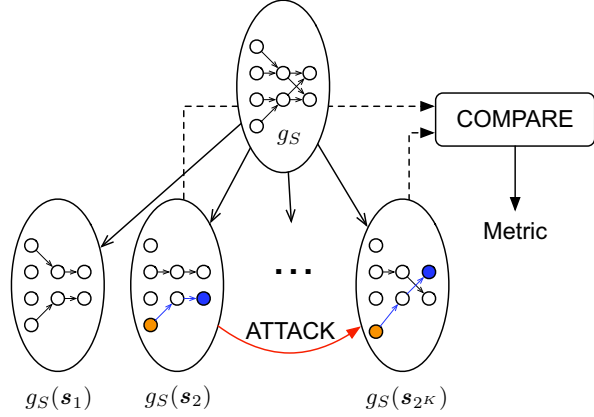 g_S
COMPARE
Metric
...
ATTACK
g_S(s_1)
g_S(s_2)
g_S(s_{2^K})